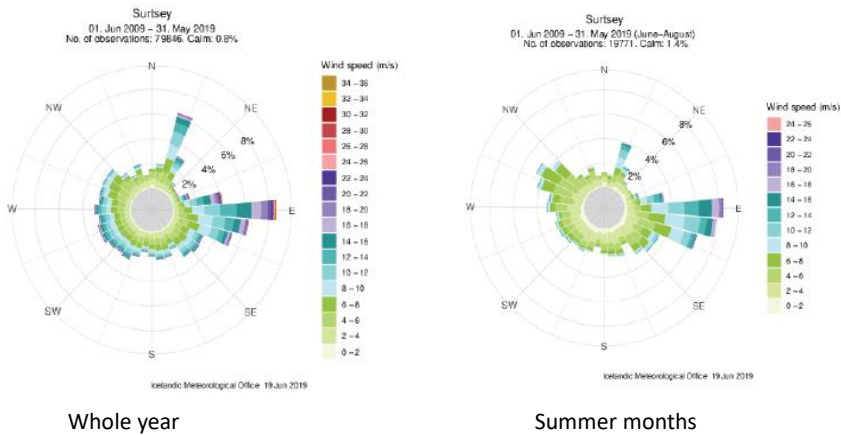 Surtsey
01. Jun 2009 – 31. May 2019
No. of observations: 79846. Calm: 0.8%
N
NE
E
SE
S
SW
W
NW
2%
4%
6%
8%
Wind speed (m/s)
34 – 36
32 – 34
30 – 32
28 – 30
26 – 28
24 – 26
22 – 24
20 – 22
18 – 20
16 – 18
14 – 16
12 – 14
10 – 12
8 – 10
6 – 8
4 – 6
2 – 4
0 – 2
Icelandic Meteorological Office 19 Jun 2019
Whole year
Surtsey
01. Jun 2009 – 31. May 2019 (June–August)
No. of observations: 19771. Calm: 1.4%
N
NE
E
SE
S
SW
W
NW
2%
4%
6%
8%
Wind speed (m/s)
24 – 26
22 – 24
20 – 22
18 – 20
16 – 18
14 – 16
12 – 14
10 – 12
8 – 10
6 – 8
4 – 6
2 – 4
0 – 2
Icelandic Meteorological Office 19 Jun 2019
Summer months